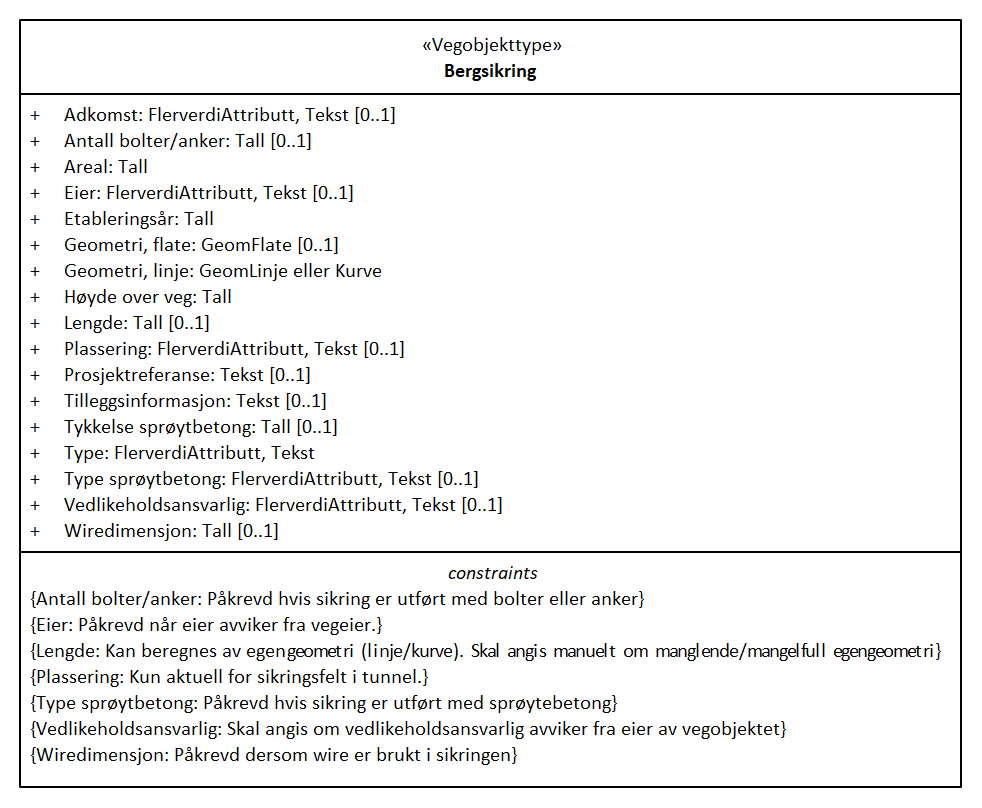 «Vegobjekttype»
Bergsikring
+ Adkomst: FlerverdiAttributt, Tekst [0..1]
+ Antall bolter/anker: Tall [0..1]
+ Areal: Tall
+ Eier: FlerverdiAttributt, Tekst [0..1]
+ Etableringsår: Tall
+ Geometri, flate: GeomFlate [0..1]
+ Geometri, linje: GeomLinje eller Kurve
+ Høyde over veg: Tall
+ Lengde: Tall [0..1]
+ Plassering: FlerverdiAttributt, Tekst [0..1]
+ Prosjektreferanse: Tekst [0..1]
+ Tilleggsinformasjon: Tekst [0..1]
+ Tykkelse sprøytbetong: Tall [0..1]
+ Type: FlerverdiAttributt, Tekst
+ Type sprøytbetong: FlerverdiAttributt, Tekst [0..1]
+ Vedlikeholdsansvarlig: FlerverdiAttributt, Tekst [0..1]
+ Wiredimensjon: Tall [0..1]
constraints
{Antall bolter/anker: Påkrevd hvis sikring er utført med bolter eller anker}
{Eier: Påkrevd når eier avviker fra vegeier.}
{Lengde: Kan beregnes av egengeometri (linje/kurve). Skal angis manuelt om manglende/mangelfull egengeometri}
{Plassering: Kun aktuell for sikringsfelt i tunnel.}
{Type sprøytbetong: Påkrevd hvis sikring er utført med sprøytebetong}
{Vedlikeholdsansvarlig: Skal angis om vedlikeholdsansvarlig avviker fra eier av vegobjektet}
{Wiredimensjon: Påkrevd dersom wire er brukt i sikringen}